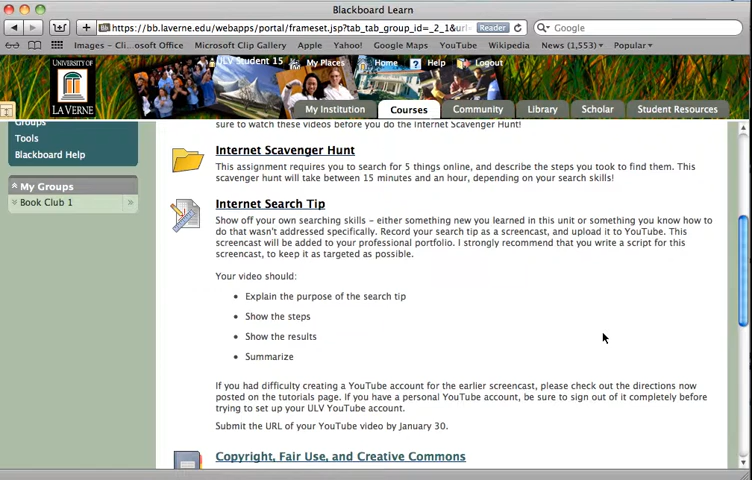 Blackboard Learn
https://bb.laverne.edu/webapps/portal/frameset.jsp?tab_tab_group_id=_2_1&url=
Reader
Google
Images - Cli...osoft Office
Microsoft Clip Gallery
Apple
Yahoo!
Google Maps
YouTube
Wikipedia
News (1,553)
Popular
UNIVERSITY OF
LA VERNE
ULV Student 15
My Places
Home
Help
Logout
My Institution
Courses
Community
Library
Scholar
Student Resources
Groups
Tools
Blackboard Help
My Groups
Book Club 1
sure to watch these videos before you do the Internet Scavenger Hunt!
Internet Scavenger Hunt
This assignment requires you to search for 5 things online, and describe the steps you took to find them. This
scavenger hunt will take between 15 minutes and an hour, depending on your search skills!
Internet Search Tip
Show off your own searching skills - either something new you learned in this unit or something you know how to
do that wasn't addressed specifically. Record your search tip as a screencast, and upload it to YouTube. This
screencast will be added to your professional portfolio. I strongly recommend that you write a script for this
screencast, to keep it as targeted as possible.
Your video should:
• Explain the purpose of the search tip
• Show the steps
• Show the results
• Summarize
If you had difficulty creating a YouTube account for the earlier screencast, please check out the directions now
posted on the tutorials page. If you have a personal YouTube account, be sure to sign out of it completely before
trying to set up your ULV YouTube account.
Submit the URL of your YouTube video by January 30.
Copyright, Fair Use, and Creative Commons